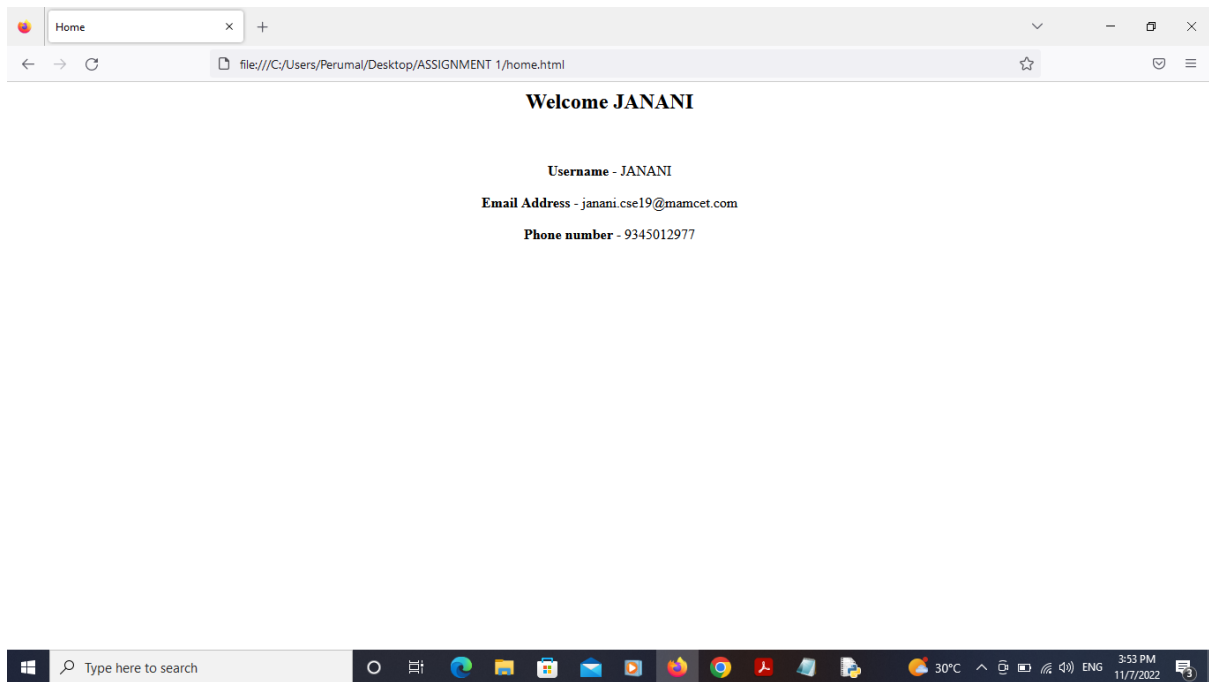 Home
file:///C:/Users/Perumal/Desktop/ASSIGNMENT 1/home.html
Welcome JANANI
Username - JANANI
Email Address - janani.cse19@mamcet.com
Phone number - 9345012977
Type here to search
30°C
ENG
3:53 PM
11/7/2022
3